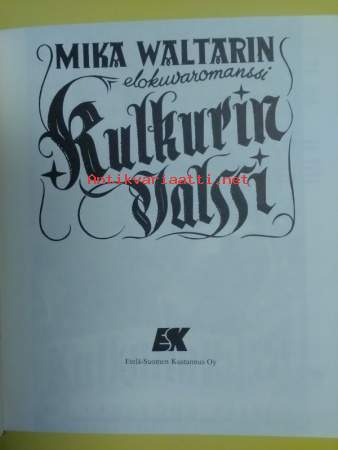 MIKA WALTARIN
elokuvaromanssi
Kulkurin
Valssi
Antikvariaatti.net
ESK
Etelä-Suomen Kustannus Oy